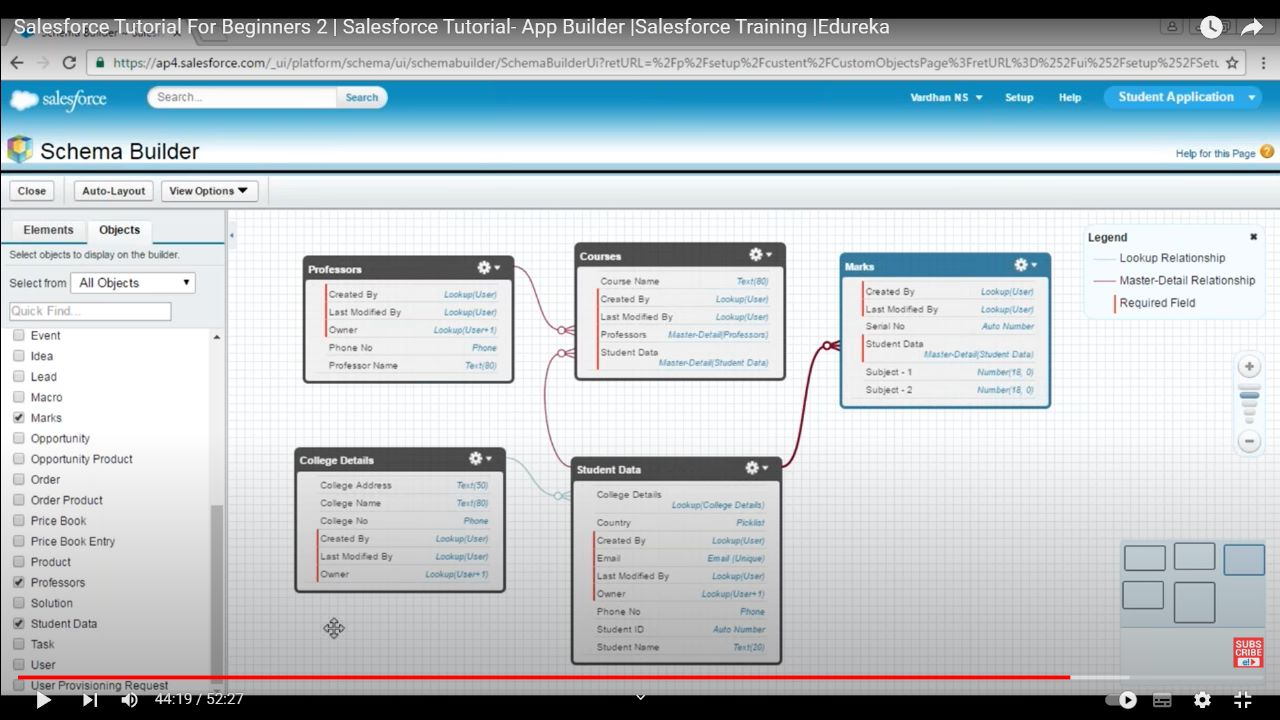 Salesforce Tutorial For Beginners 2 | Salesforce Tutorial- App Builder |Salesforce Training |Edureka
https://ap4.salesforce.com/_ui/platform/schema/ui/schemabuilder/SchemaBuilderUi?retURL=%2Fp%2Fsetup%2Fcustent%2FCustomObjectsPage%3FretURL%3D%252Fui%252Fsetup%252FSetu
salesforce
Search...
Search
Vardhan NS
Setup
Help
Student Application
Schema Builder
Help for this Page
Close
Auto-Layout
View Options
Elements
Objects
Select objects to display on the builder.
Select from All Objects
Quick Find...
Event
Idea
Lead
Macro
Marks
Opportunity
Opportunity Product
Order
Order Product
Price Book
Price Book Entry
Product
Professors
Solution
Student Data
Task
User
User Provisioning Request
Professors
Created By Lookup(User)
Last Modified By Lookup(User)
Owner Lookup(User+1)
Phone No Phone
Professor Name Text(80)
Courses
Course Name Text(80)
Created By Lookup(User)
Last Modified By Lookup(User)
Professors Master-Detail(Professors)
Student Data
Master-Detail(Student Data)
Marks
Created By Lookup(User)
Last Modified By Lookup(User)
Serial No Auto Number
Student Data
Master-Detail(Student Data)
Subject - 1 Number(18, 0)
Subject - 2 Number(18, 0)
Legend
Lookup Relationship
Master-Detail Relationship
Required Field
College Details
College Address Text(50)
College Name Text(80)
College No Phone
Created By Lookup(User)
Last Modified By Lookup(User)
Owner Lookup(User+1)
Student Data
College Details
Lookup(College Details)
Country Picklist
Created By Lookup(User)
Email Email (Unique)
Last Modified By Lookup(User)
Owner Lookup(User+1)
Phone No Phone
Student ID Auto Number
Student Name Text(20)
SUBS
CRIBE
e!
44:19 / 52:27